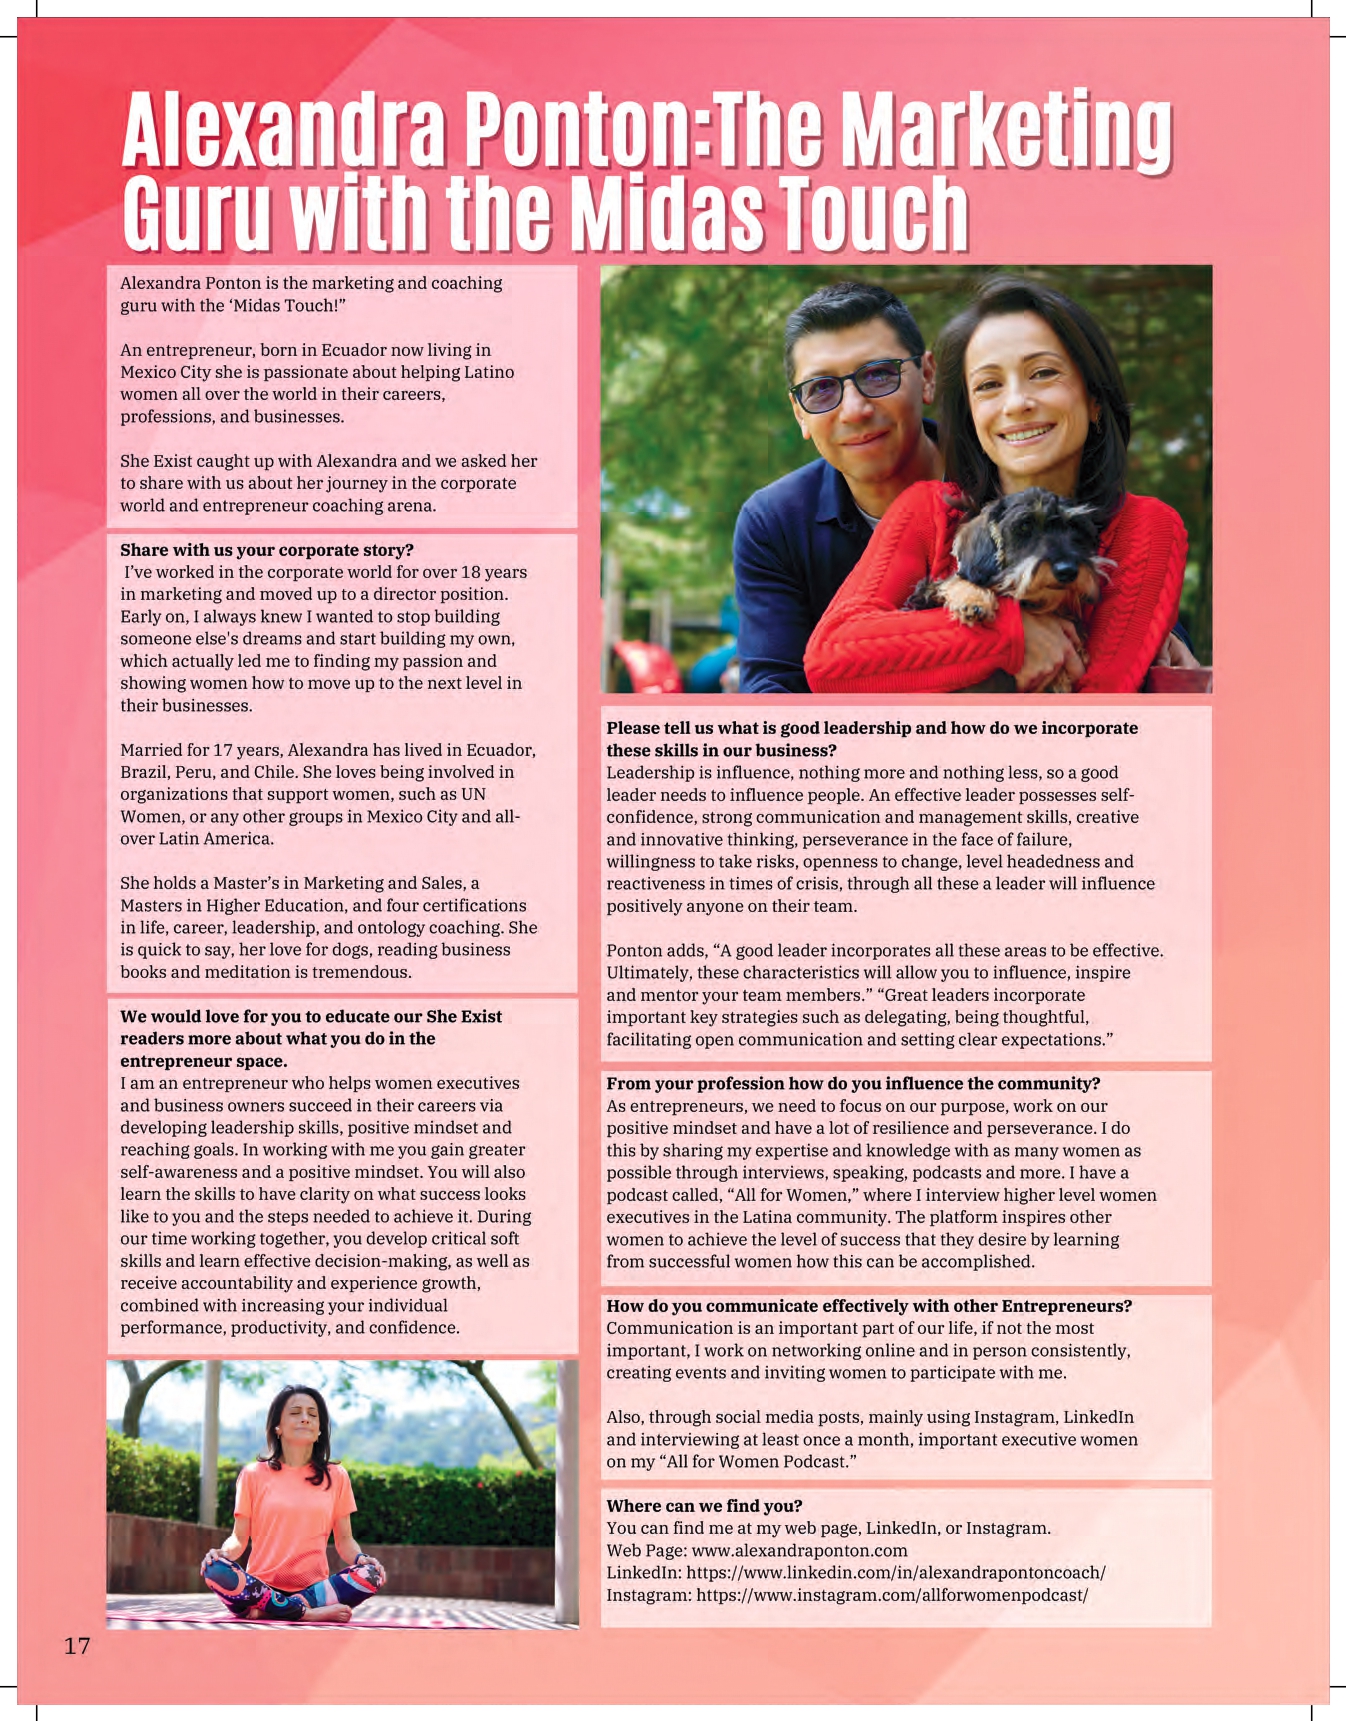 Alexandra Ponton:The Marketing
Guru with the Midas Touch
Alexandra Ponton is the marketing and coaching
guru with the ‘Midas Touch!”
An entrepreneur, born in Ecuador now living in
Mexico City she is passionate about helping Latino
women all over the world in their careers,
professions, and businesses.
She Exist caught up with Alexandra and we asked her
to share with us about her journey in the corporate
world and entrepreneur coaching arena.
Share with us your corporate story?
I’ve worked in the corporate world for over 18 years
in marketing and moved up to a director position.
Early on, I always knew I wanted to stop building
someone else's dreams and start building my own,
which actually led me to finding my passion and
showing women how to move up to the next level in
their businesses.
Married for 17 years, Alexandra has lived in Ecuador,
Brazil, Peru, and Chile. She loves being involved in
organizations that support women, such as UN
Women, or any other groups in Mexico City and all-
over Latin America.
She holds a Master’s in Marketing and Sales, a
Masters in Higher Education, and four certifications
in life, career, leadership, and ontology coaching. She
is quick to say, her love for dogs, reading business
books and meditation is tremendous.
We would love for you to educate our She Exist
readers more about what you do in the
entrepreneur space.
I am an entrepreneur who helps women executives
and business owners succeed in their careers via
developing leadership skills, positive mindset and
reaching goals. In working with me you gain greater
self-awareness and a positive mindset. You will also
learn the skills to have clarity on what success looks
like to you and the steps needed to achieve it. During
our time working together, you develop critical soft
skills and learn effective decision-making, as well as
receive accountability and experience growth,
combined with increasing your individual
performance, productivity, and confidence.
Please tell us what is good leadership and how do we incorporate
these skills in our business?
Leadership is influence, nothing more and nothing less, so a good
leader needs to influence people. An effective leader possesses self-
confidence, strong communication and management skills, creative
and innovative thinking, perseverance in the face of failure,
willingness to take risks, openness to change, level headedness and
reactiveness in times of crisis, through all these a leader will influence
positively anyone on their team.
Ponton adds, “A good leader incorporates all these areas to be effective.
Ultimately, these characteristics will allow you to influence, inspire
and mentor your team members.” “Great leaders incorporate
important key strategies such as delegating, being thoughtful,
facilitating open communication and setting clear expectations.”
From your profession how do you influence the community?
As entrepreneurs, we need to focus on our purpose, work on our
positive mindset and have a lot of resilience and perseverance. I do
this by sharing my expertise and knowledge with as many women as
possible through interviews, speaking, podcasts and more. I have a
podcast called, “All for Women,” where I interview higher level women
executives in the Latina community. The platform inspires other
women to achieve the level of success that they desire by learning
from successful women how this can be accomplished.
How do you communicate effectively with other Entrepreneurs?
Communication is an important part of our life, if not the most
important, I work on networking online and in person consistently,
creating events and inviting women to participate with me.
Also, through social media posts, mainly using Instagram, LinkedIn
and interviewing at least once a month, important executive women
on my “All for Women Podcast.”
Where can we find you?
You can find me at my web page, LinkedIn, or Instagram.
Web Page: www.alexandraponton.com
LinkedIn: https://www.linkedin.com/in/alexandrapontoncoach/
Instagram: https://www.instagram.com/allforwomenpodcast/
17